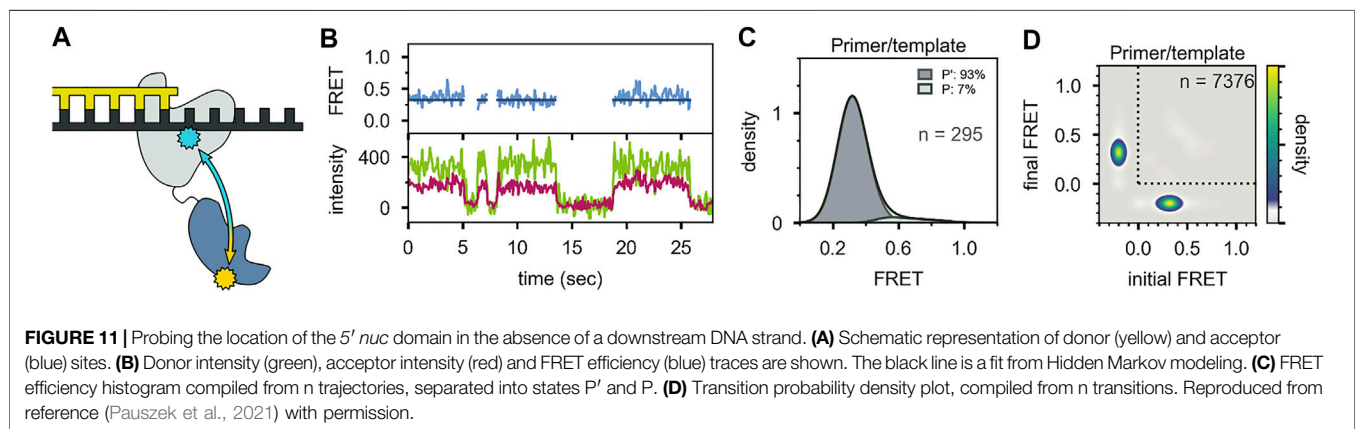 A
B
FRET
1.0
0.5
0.0
intensity
400
0
0 5 10 15 20 25
time (sec)
C
Primer/template
P': 93%
P: 7%
n = 295
density
1
0
0.2 0.6 1.0
FRET
D
Primer/template
n = 7376
final FRET
1.0
0.5
0.0
0.0 0.5 1.0
initial FRET
density
FIGURE 11 | Probing the location of the 5′ nuc domain in the absence of a downstream DNA strand. (A) Schematic representation of donor (yellow) and acceptor
(blue) sites. (B) Donor intensity (green), acceptor intensity (red) and FRET efficiency (blue) traces are shown. The black line is a fit from Hidden Markov modeling. (C) FRET
efficiency histogram compiled from n trajectories, separated into states P′ and P. (D) Transition probability density plot, compiled from n transitions. Reproduced from
reference (Pauszek et al., 2021) with permission.